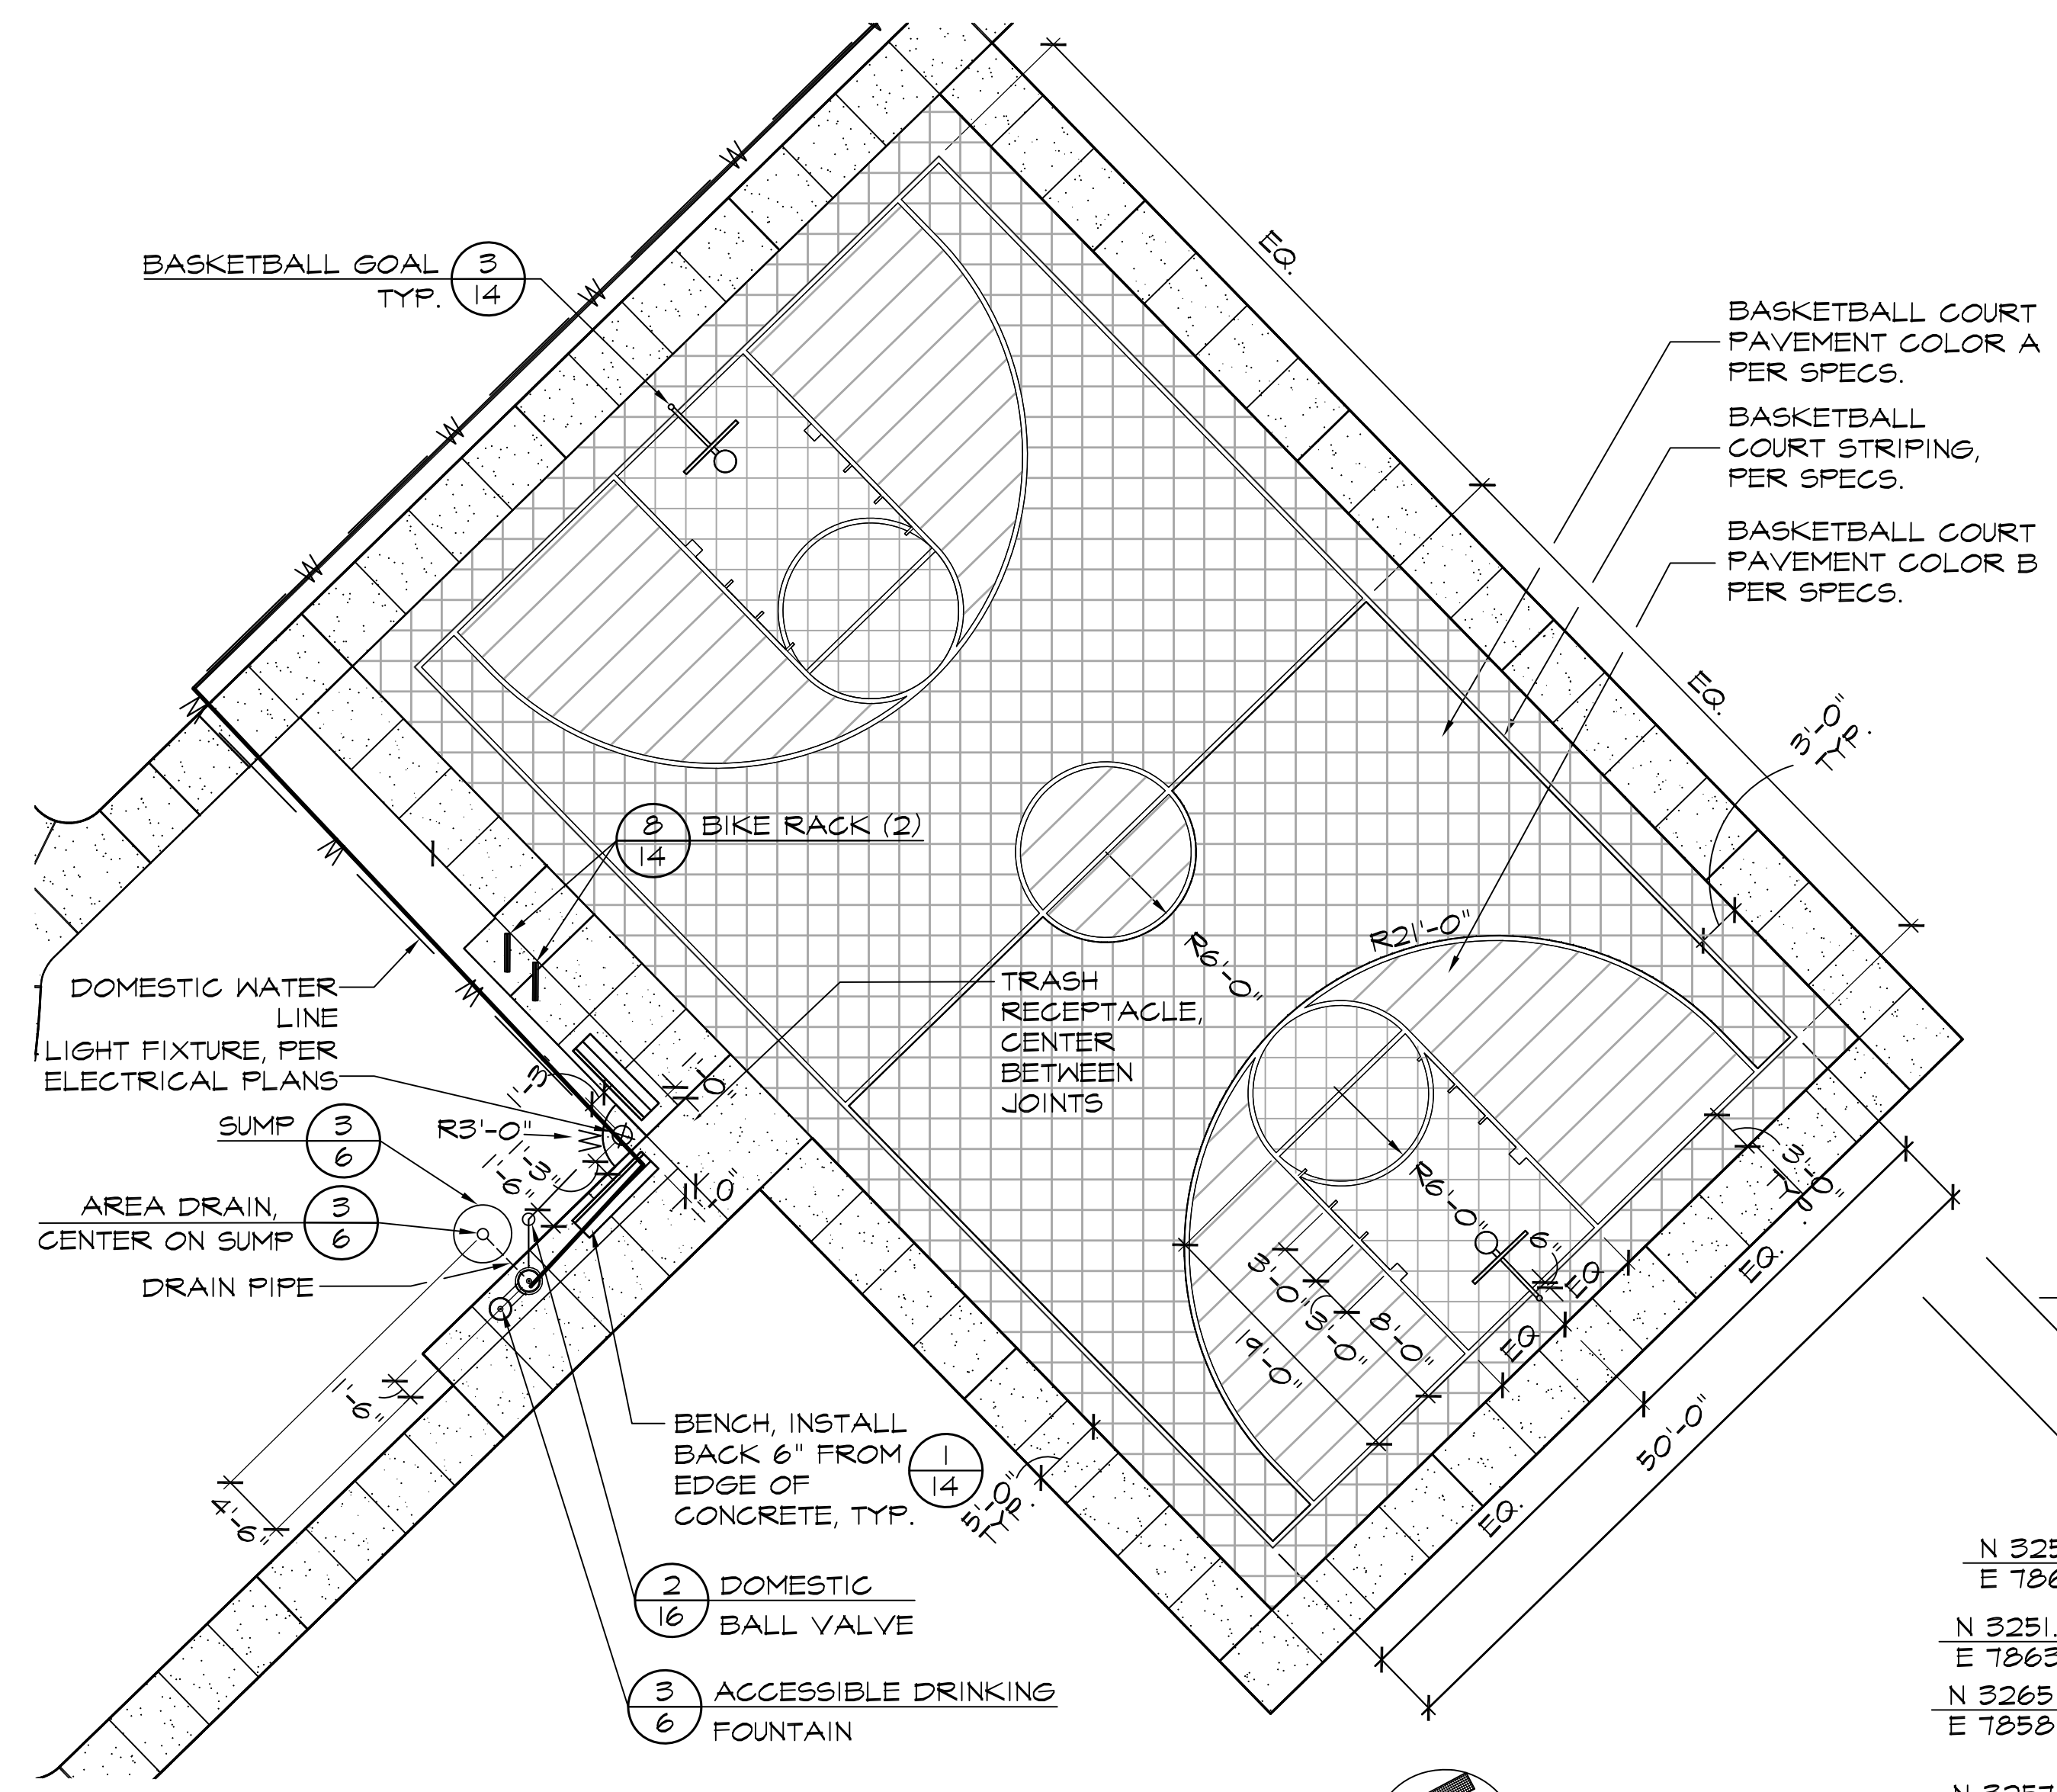 BASKETBALL GOAL
TYP.
3
14
EQ.
BASKETBALL COURT
PAVEMENT COLOR A
PER SPECS.
BASKETBALL
COURT STRIPING,
PER SPECS.
BASKETBALL COURT
PAVEMENT COLOR B
PER SPECS.
W
W
W
W
W
EQ.
3'-0"
TYP.
8
14
BIKE RACK (2)
W
W
W
DOMESTIC WATER
LINE
LIGHT FIXTURE, PER
ELECTRICAL PLANS
SUMP
3
6
AREA DRAIN,
CENTER ON SUMP
3
6
DRAIN PIPE
1'-3"
1'-0"
R3'-0"
W
1'-3"
1'-6"
1'-0"
TRASH
RECEPTACLE,
CENTER
BETWEEN
JOINTS
R6'-0"
R21'-0"
R6'-0"
3'-0"
TYP.
6"
EQ
EQ
3'-0"
3'-0"
8'-0"
19'-0"
EQ.
50'-0"
EQ.
1'-6"
4'-6"
BENCH, INSTALL
BACK 6" FROM
EDGE OF
CONCRETE, TYP.
1
14
5'-0"
TYP.
2
16
DOMESTIC
BALL VALVE
3
6
ACCESSIBLE DRINKING
FOUNTAIN
N 325
E 786
N 3251.
E 7863
N 3265
E 7858